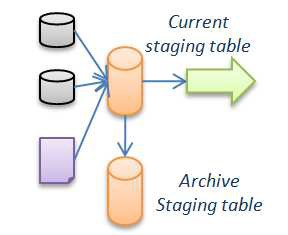 Current
staging table
Archive
Staging table